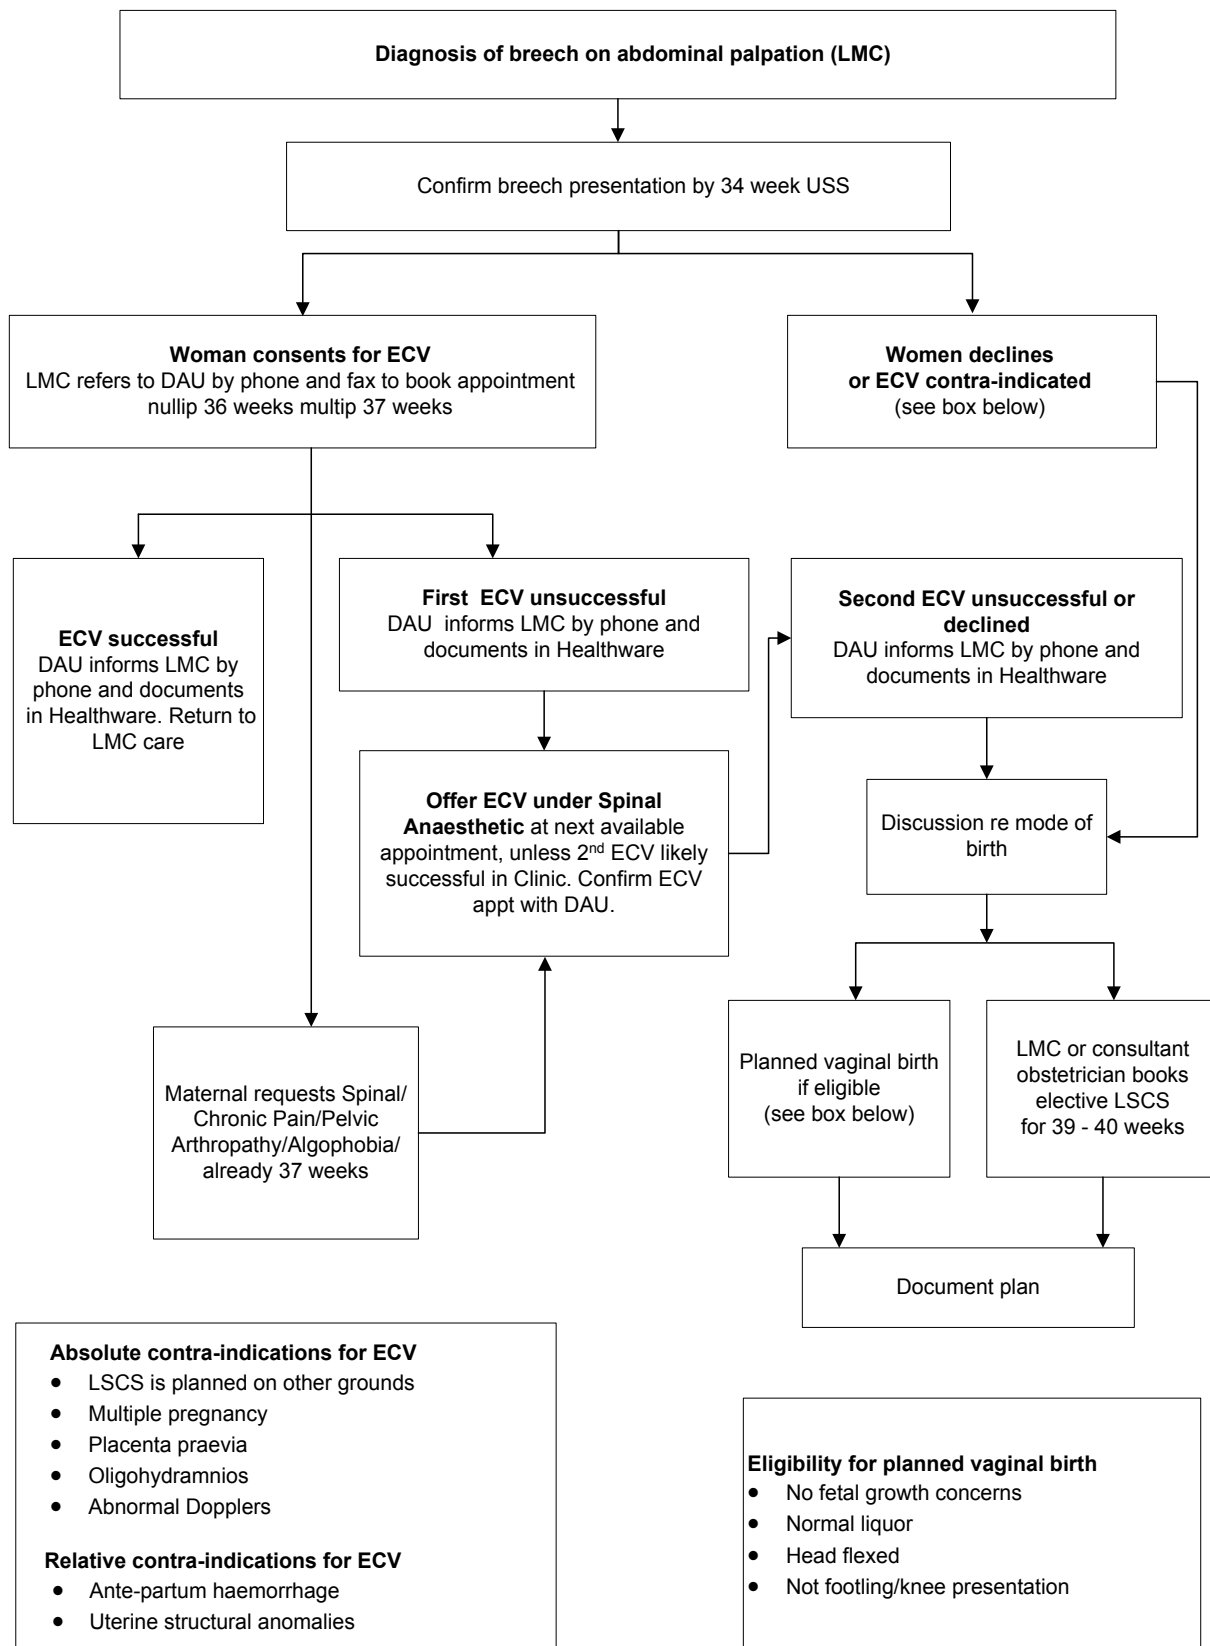 Diagnosis of breech on abdominal palpation (LMC)
Confirm breech presentation by 34 week USS
Woman consents for ECV
LMC refers to DAU by phone and fax to book appointment
nullip 36 weeks multip 37 weeks
Women declines
or ECV contra-indicated
(see box below)
ECV successful
DAU informs LMC by
phone and documents
in Healthware. Return to
LMC care
First ECV unsuccessful
DAU informs LMC by phone and
documents in Healthware
Second ECV unsuccessful or
declined
DAU informs LMC by phone and
documents in Healthware
Offer ECV under Spinal
Anaesthetic at next available
appointment, unless 2nd ECV likely
successful in Clinic. Confirm ECV
appt with DAU.
Discussion re mode of
birth
Maternal requests Spinal/
Chronic Pain/Pelvic
Arthropathy/Algophobia/
already 37 weeks
Planned vaginal birth
if eligible
(see box below)
LMC or consultant
obstetrician books
elective LSCS
for 39 - 40 weeks
Document plan
Absolute contra-indications for ECV
• LSCS is planned on other grounds
• Multiple pregnancy
• Placenta praevia
• Oligohydramnios
• Abnormal Dopplers
Relative contra-indications for ECV
• Ante-partum haemorrhage
• Uterine structural anomalies
Eligibility for planned vaginal birth
• No fetal growth concerns
• Normal liquor
• Head flexed
• Not footling/knee presentation